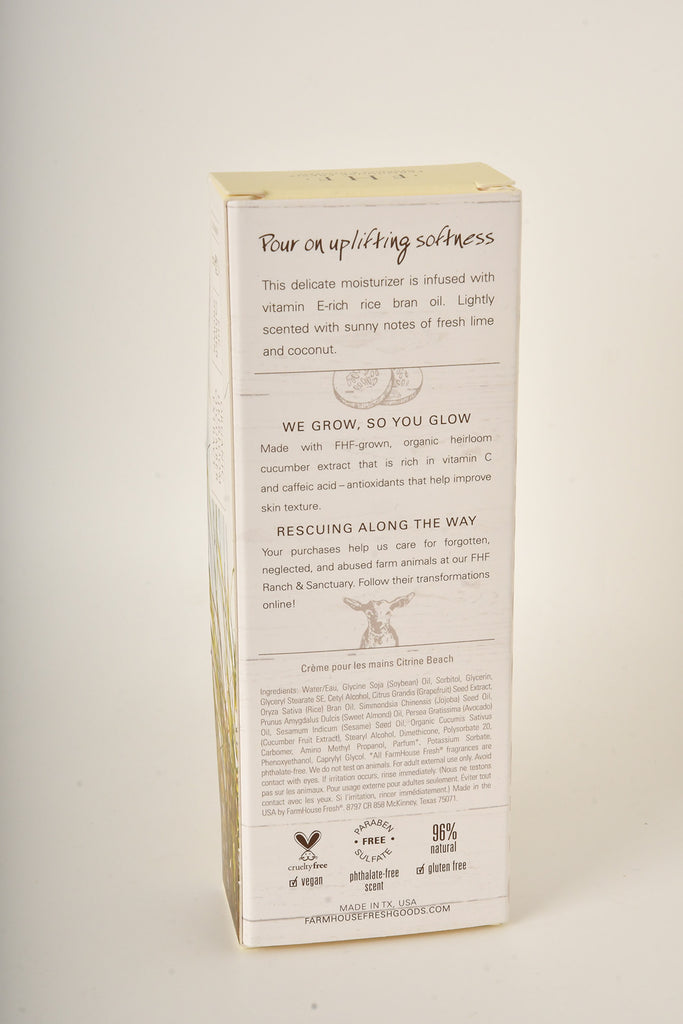 Pour on uplifting softness
This delicate moisturizer is infused with
vitamin E-rich rice bran oil. Lightly
scented with sunny notes of fresh lime
and coconut.
WE GROW, SO YOU GLOW
Made with FHF-grown, organic heirloom
cucumber extract that is rich in vitamin C
and caffeic acid – antioxidants that help improve
skin texture.
RESCUING ALONG THE WAY
Your purchases help us care for forgotten,
neglected, and abused farm animals at our FHF
Ranch & Sanctuary. Follow their transformations
online!
Crème pour les mains Citrine Beach
Ingredients: Water/Eau, Glycine Soja (Soybean) Oil, Sorbitol, Glycerin,
Glyceryl Stearate SE, Cetyl Alcohol, Citrus Grandis (Grapefruit) Seed Extract,
Oryza Sativa (Rice) Bran Oil, Simmondsia Chinensis (Jojoba) Seed Oil,
Prunus Amygdalus Dulcis (Sweet Almond) Oil, Persea Gratissima (Avocado)
Oil, Sesamum Indicum (Sesame) Seed Oil, Organic Cucumis Sativus
(Cucumber Fruit Extract), Stearyl Alcohol, Dimethicone, Polysorbate 20,
Carbomer, Amino Methyl Propanol, Parfum*, Potassium Sorbate,
Phenoxyethanol, Caprylyl Glycol. *All FarmHouse Fresh® fragrances are
phthalate-free. We do not test on animals. For adult external use only. Avoid
contact with eyes. If irritation occurs, rinse immediately. (Nous ne testons
pas sur les animaux. Pour usage externe pour adultes seulement. Éviter tout
contact avec les yeux. Si l'irritation, rincer immédiatement.) Made in the
USA by FarmHouse Fresh®. 8797 CR 858 McKinney, Texas 75071.
crueltyfree
vegan
PARABEN
• FREE •
SULFATE
phthalate-free
scent
96%
natural
gluten free
MADE IN TX, USA
FARMHOUSEFRESHGOODS.COM